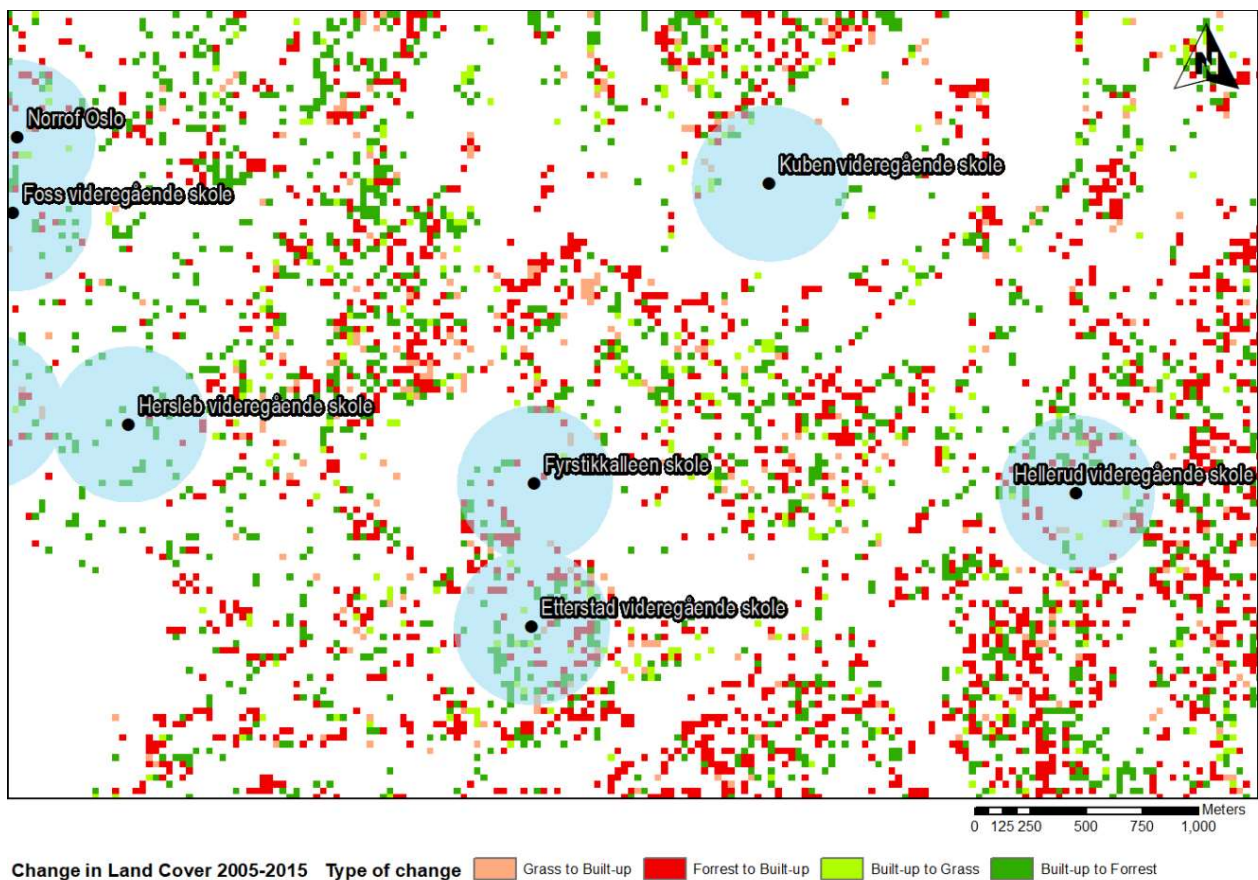 N
Norrøf Oslo
Kuben videregående skole
Foss videregående skole
Hersleb videregående skole
Fyrstikkalleen skole
Hellerud videregående skole
Etterstad videregående skole
Meters
0 125 250 500 750 1,000
Change in Land Cover 2005-2015 Type of change Grass to Built-up Forrest to Built-up Built-up to Grass Built-up to Forrest